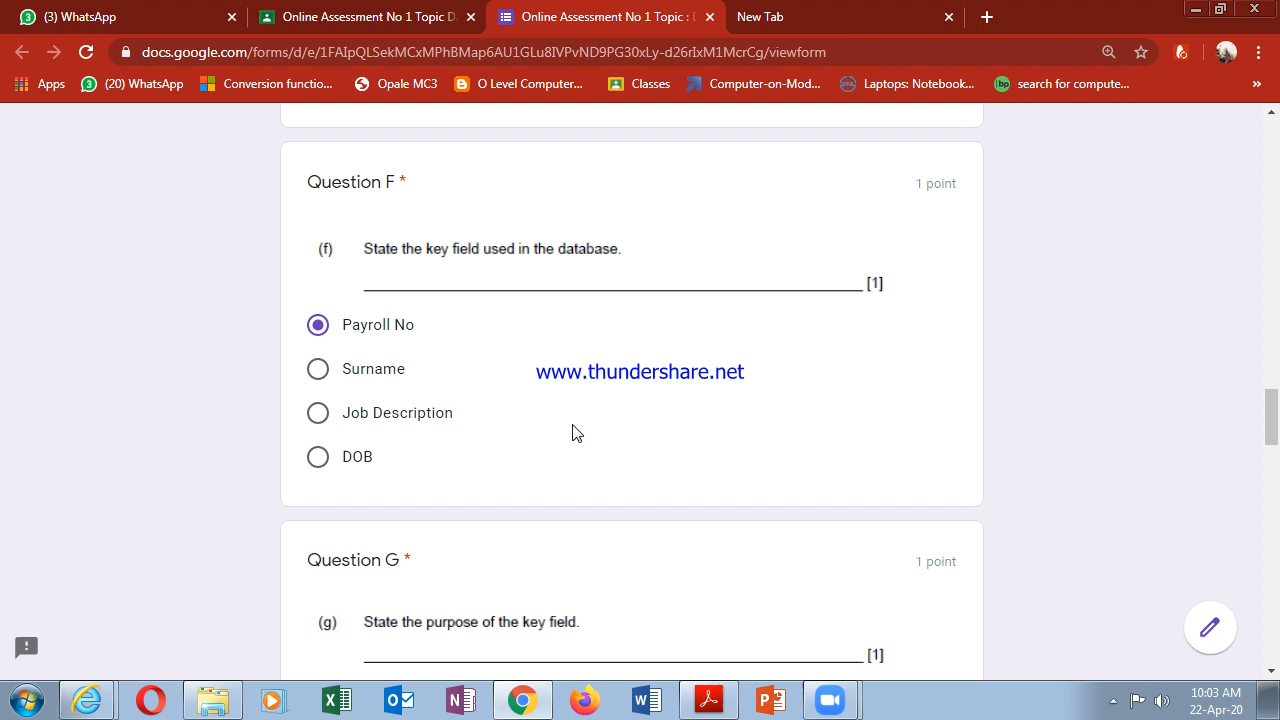 (3) WhatsApp
Online Assessment No 1 Topic D
Online Assessment No 1 Topic : D
New Tab
docs.google.com/forms/d/e/1FAIpQLSekMCxMPhBMap6AU1GLu8IVPvND9PG30xLy-d26rIxM1McrCg/viewform
Apps
(20) WhatsApp
Conversion functio...
Opale MC3
O Level Computer...
Classes
Computer-on-Mod...
Laptops: Notebook...
search for compute...
»
Question F *
1 point
(f) State the key field used in the database.
[1]
Payroll No
Surname
www.thundershare.net
Job Description
DOB
Question G *
1 point
(g) State the purpose of the key field.
[1]
10:03 AM
22-Apr-20